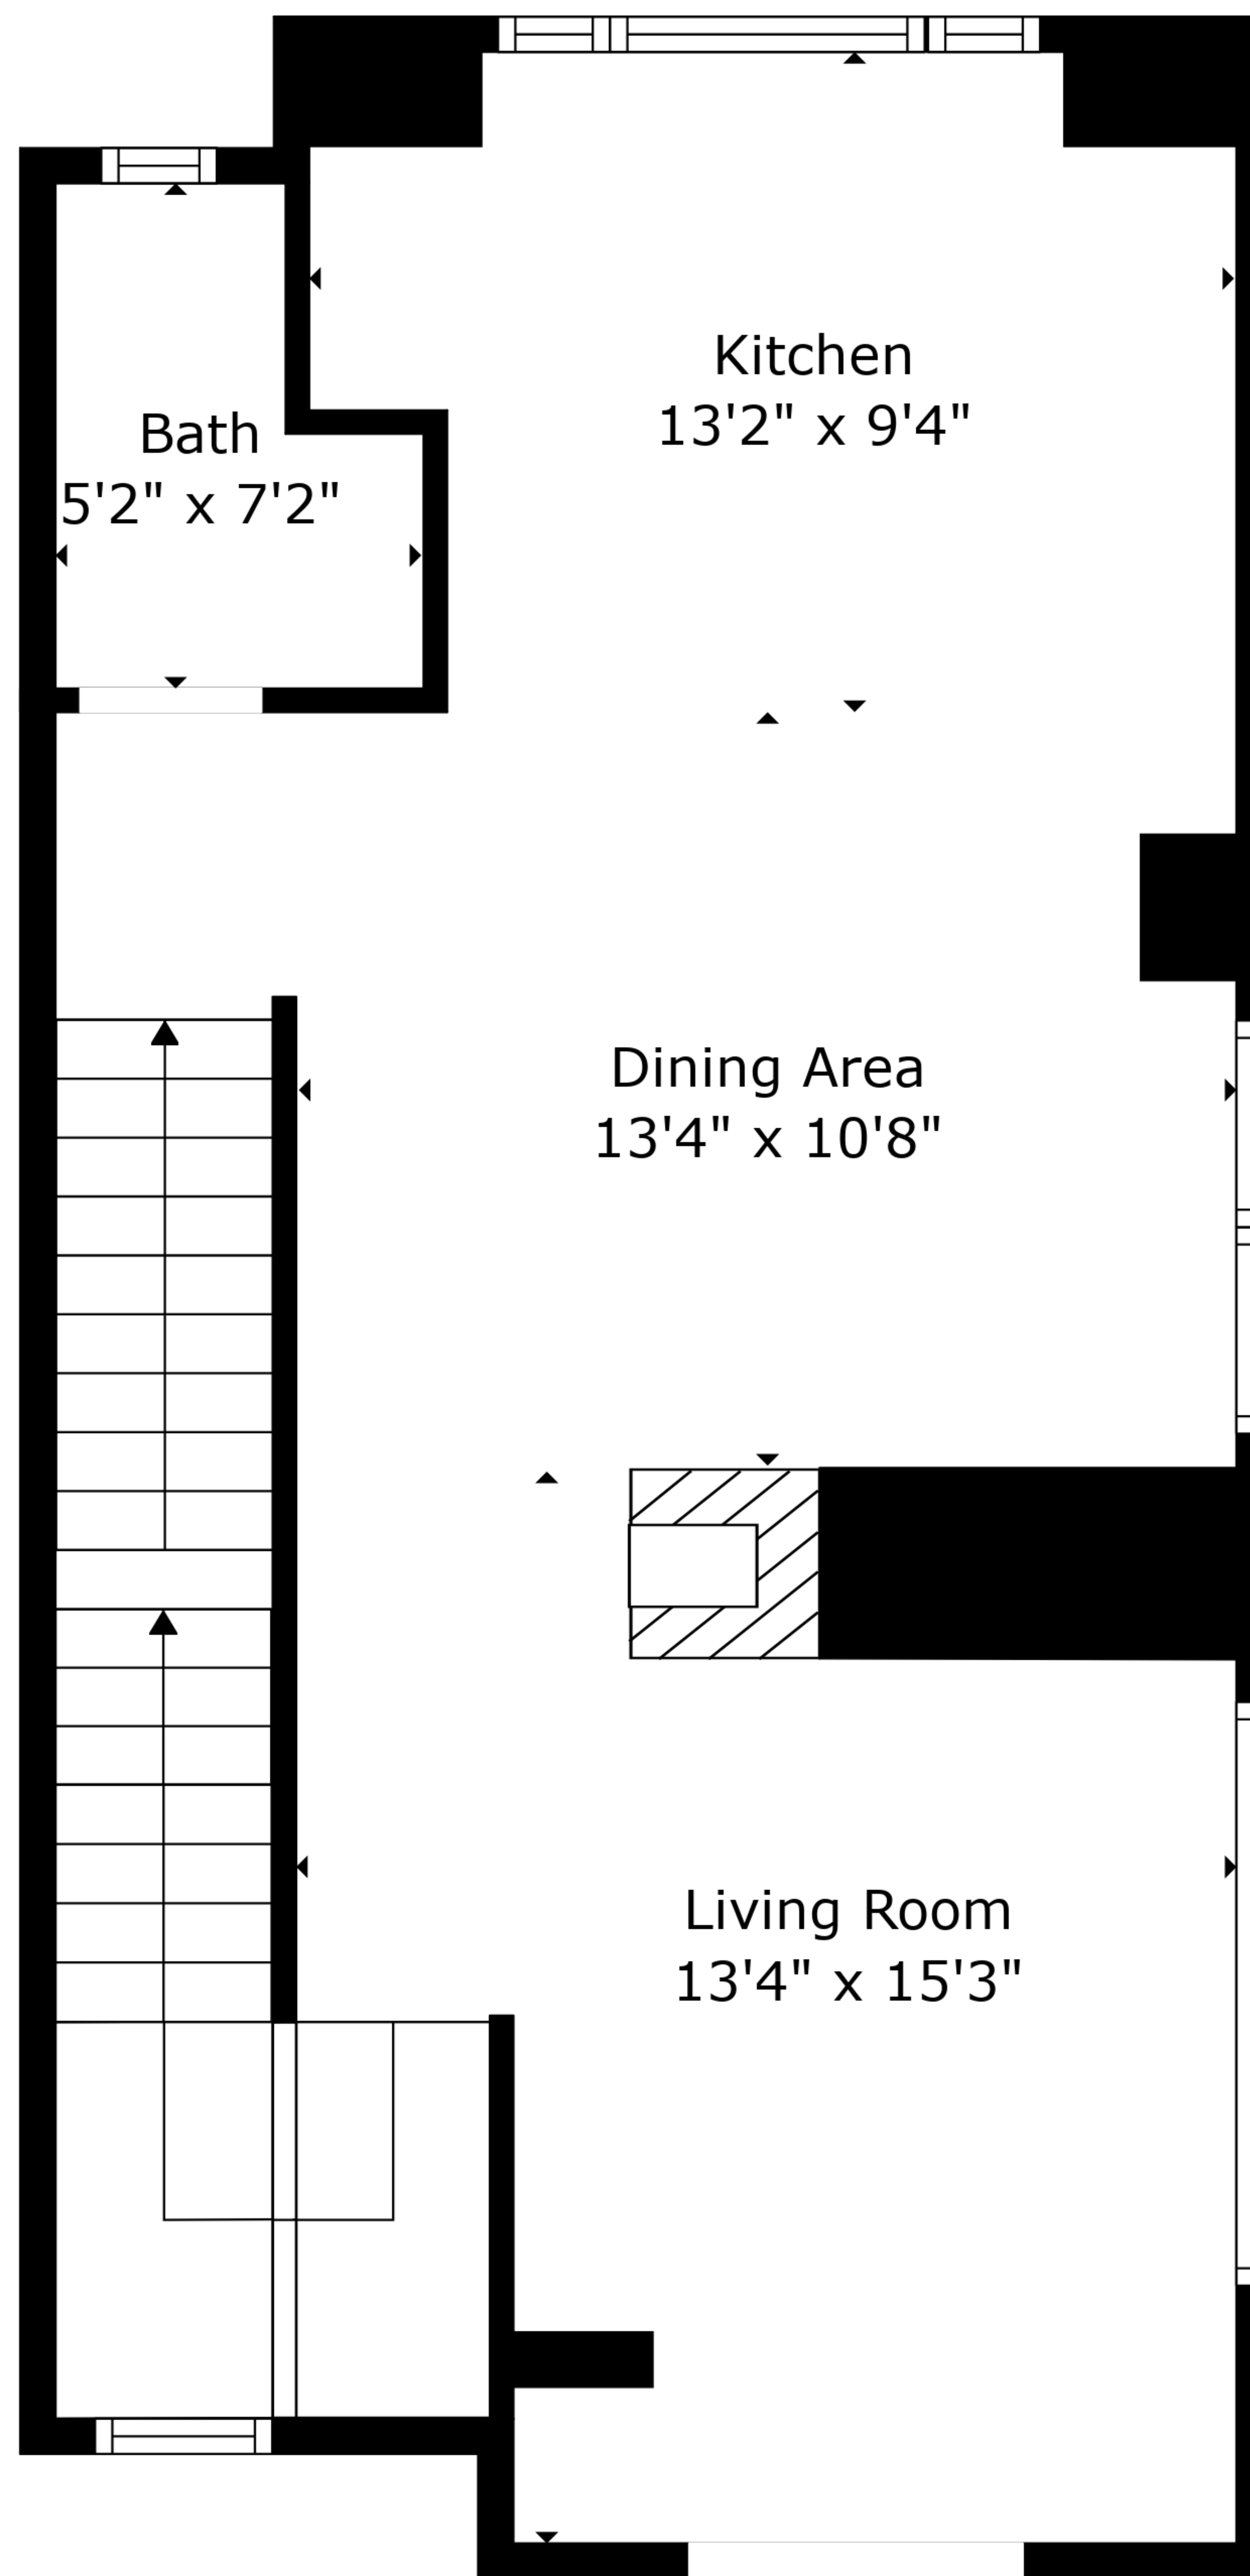 Kitchen
13'2" x 9'4"
Bath
5'2" x 7'2"
Dining Area
13'4" x 10'8"
Living Room
13'4" x 15'3"